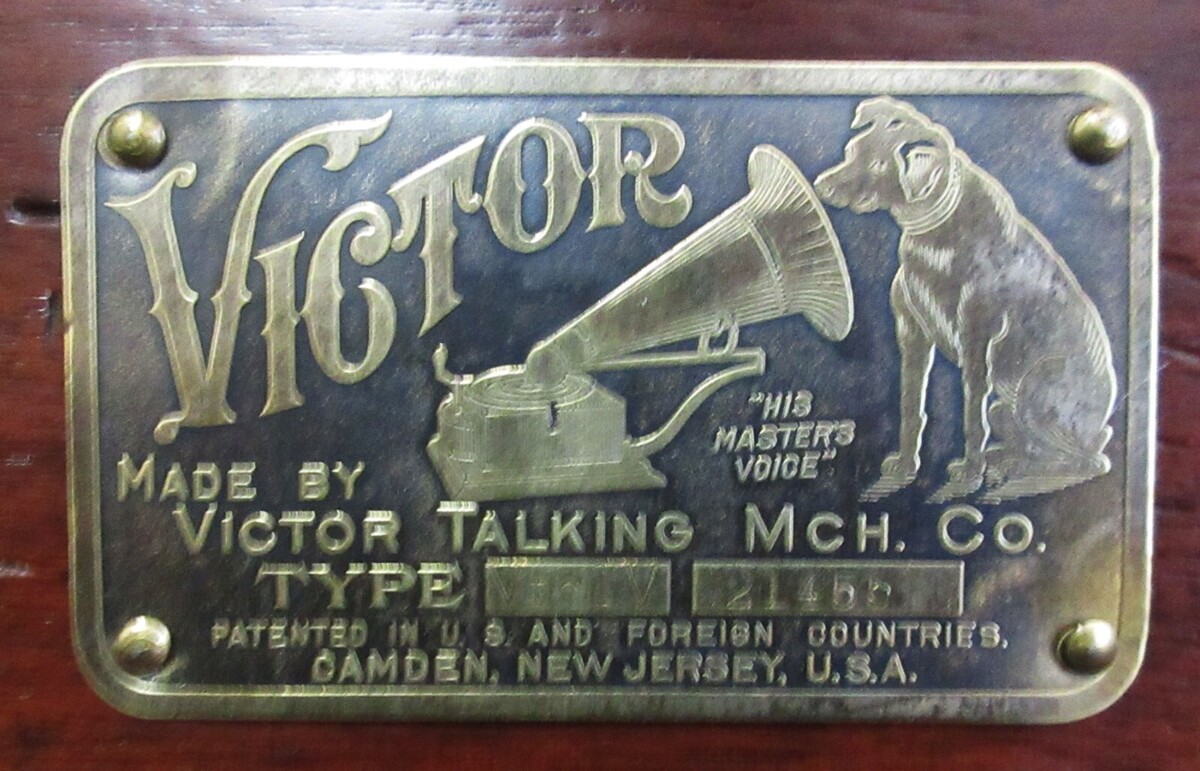 VICTOR
"HIS
MASTER'S
VOICE"
MADE BY
VICTOR TALKING MCH. CO.
TYPE
PATENTED IN U.S. AND FOREIGN COUNTRIES.
CAMDEN, NEW JERSEY, U.S.A.